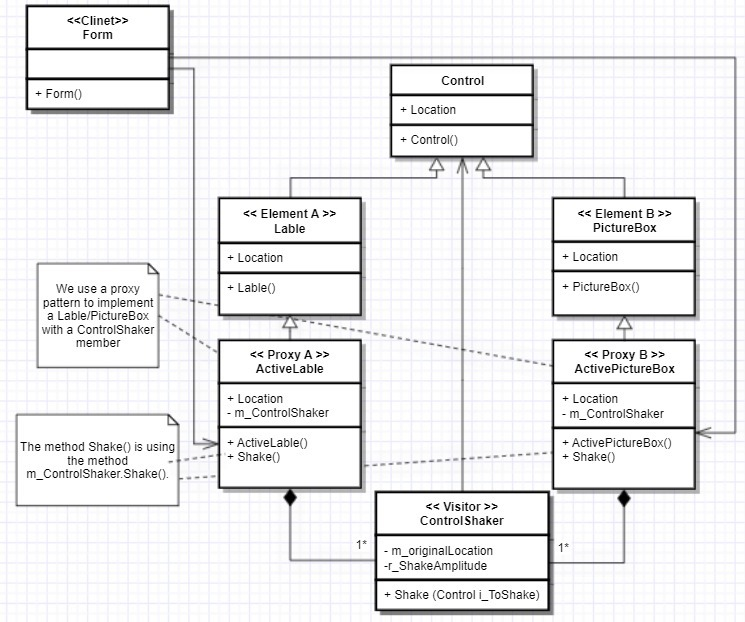 <<Clinet>>
Form
+ Form()
Control
+ Location
+ Control()
<< Element A >>
Lable
+ Location
+ Lable()
<< Element B >>
PictureBox
+ Location
+ PictureBox()
We use a proxy
pattern to implement
a Lable/PictureBox
with a ControlShaker
member
<< Proxy A >>
ActiveLable
+ Location
- m_ControlShaker
+ ActiveLable()
+ Shake()
<< Proxy B >>
ActivePictureBox
+ Location
- m_ControlShaker
+ ActivePictureBox()
+ Shake()
The method Shake() is using
the method
m_ControlShaker.Shake().
<< Visitor >>
ControlShaker
- m_originalLocation
-r_ShakeAmplitude
+ Shake (Control i_ToShake)
1*
1*